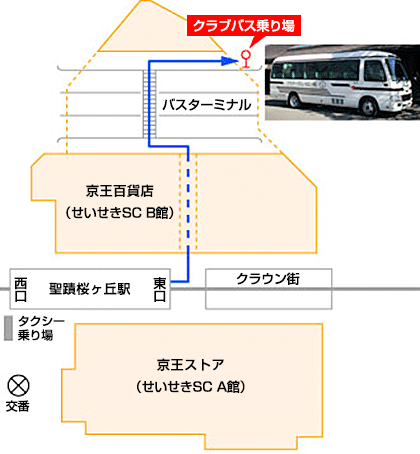 クラブバス乗り場
バスターミナル
京王百貨店
（せいせきSC B館）
西口
聖蹟桜ヶ丘駅
東口
クラウン街
タクシー
乗り場
京王ストア
（せいせきSC A館）
交番